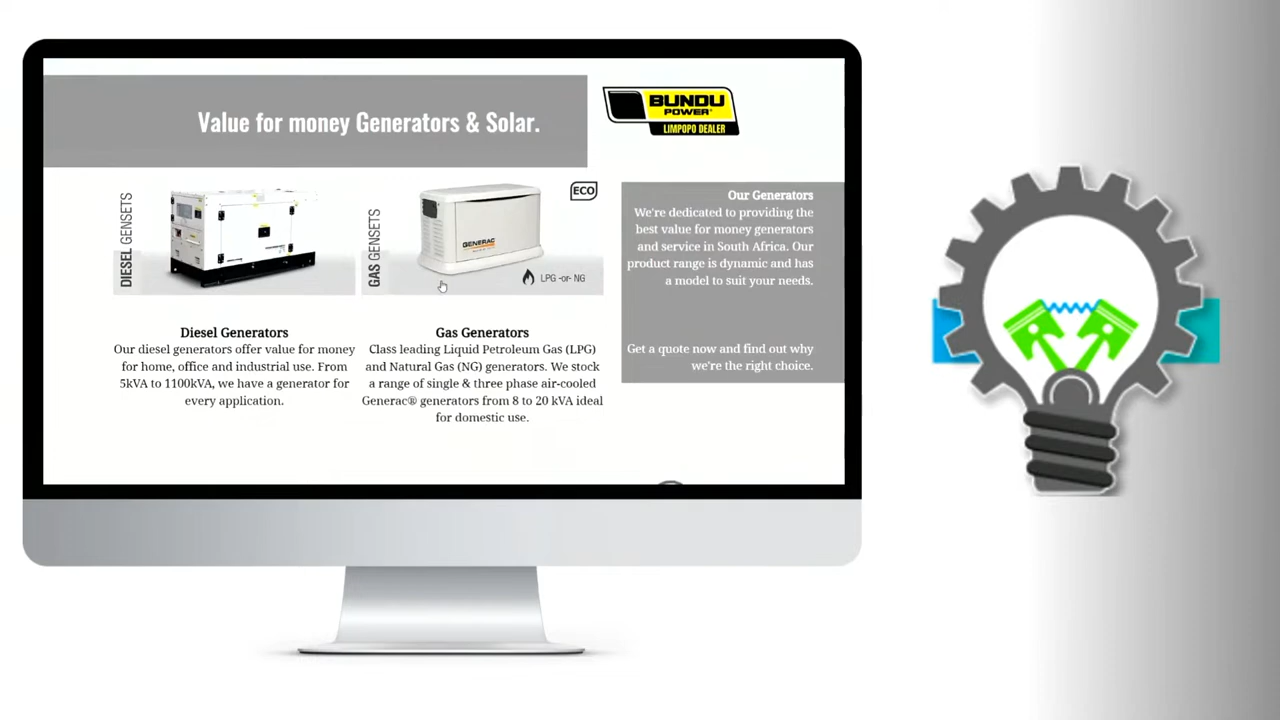 Value for money Generators & Solar.
BUNDU
POWER
LIMPOPO DEALER
DIESEL GENSETS
GAS GENSETS
ECO
GENERAC
LPG -or- NG
Diesel Generators
Our diesel generators offer value for money
for home, office and industrial use. From
5kVA to 1100kVA, we have a generator for
every application.
Gas Generators
Class leading Liquid Petroleum Gas (LPG)
and Natural Gas (NG) generators. We stock
a range of single & three phase air-cooled
Generac® generators from 8 to 20 kVA ideal
for domestic use.
Our Generators
We're dedicated to providing the
best value for money generators
and service in South Africa. Our
product range is dynamic and has
a model to suit your needs.
Get a quote now and find out why
we're the right choice.